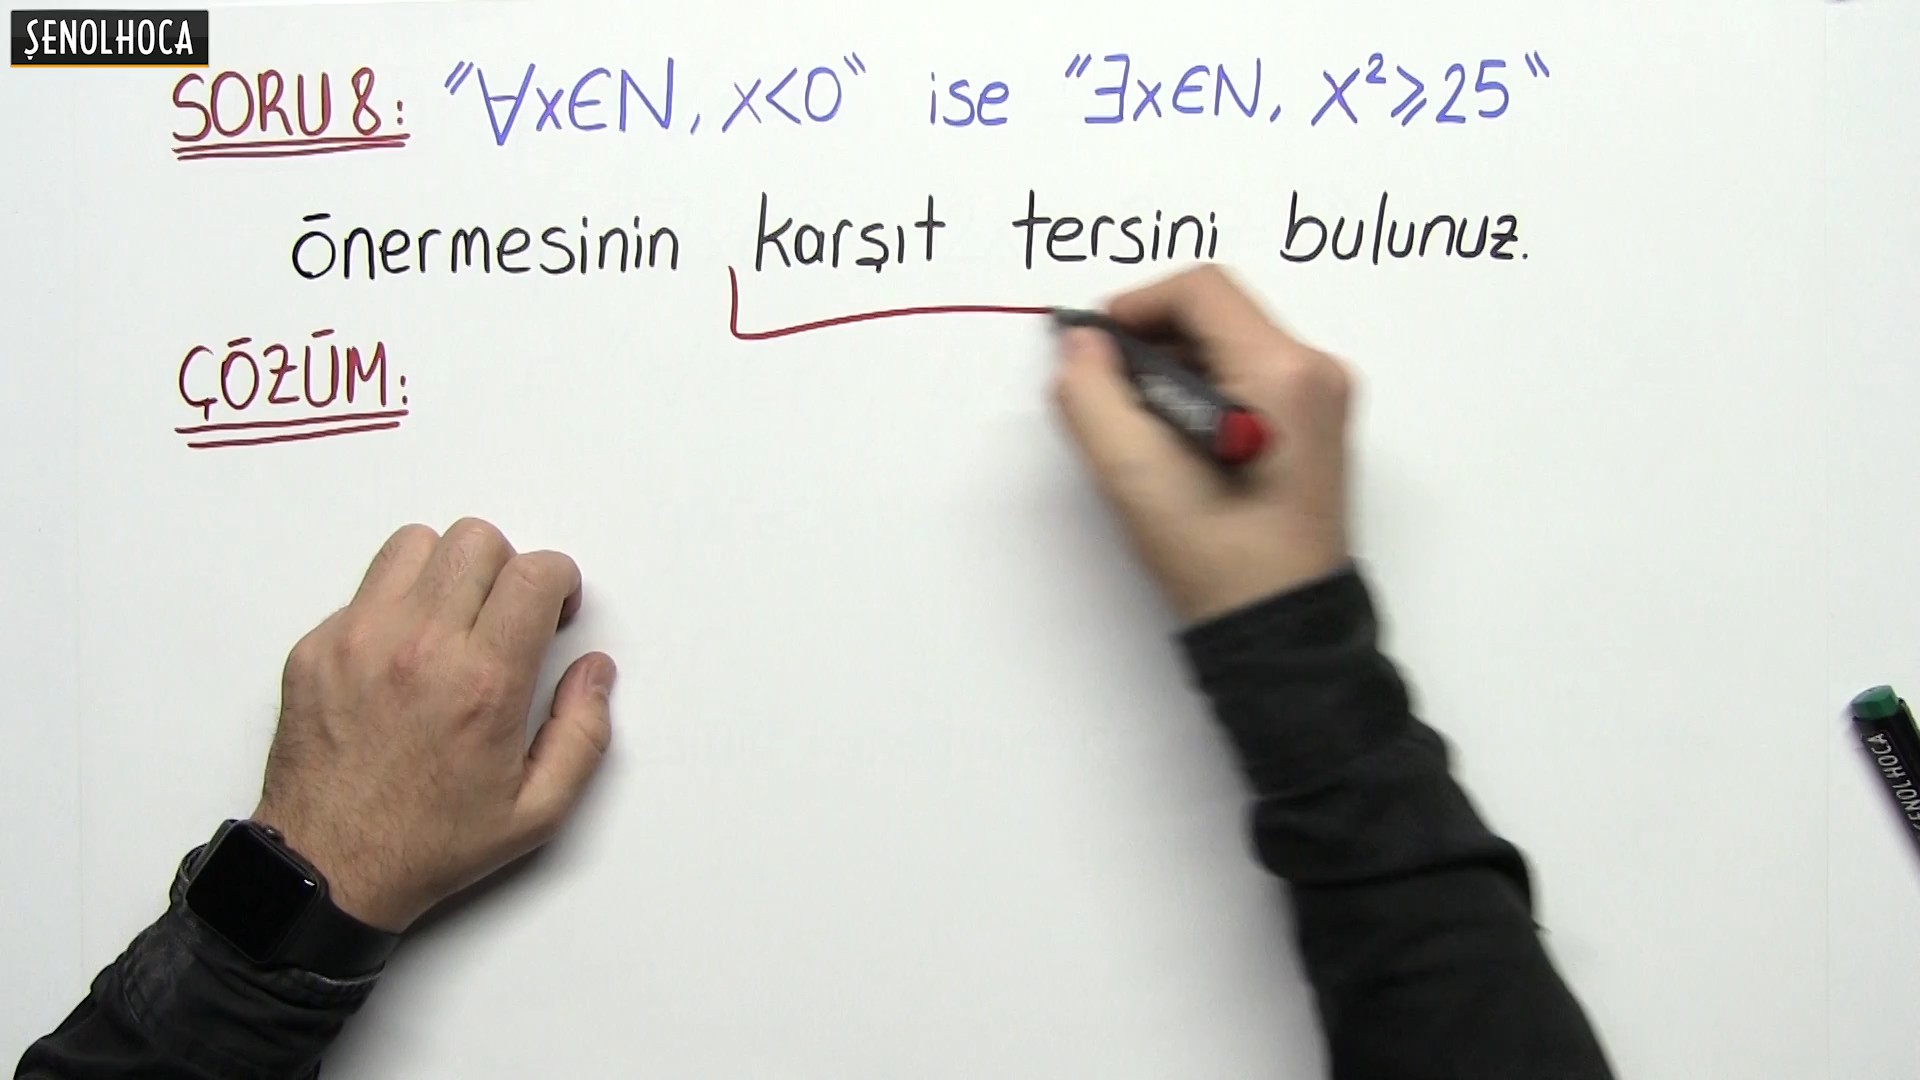 ŞENOLHOCA
SORU 8: "∀x∈N, x<0" ise "∃x∈N, x²≥25"
önermesinin karşıt tersini bulunuz.
ÇÖZÜM:
ŞENOLHOCA